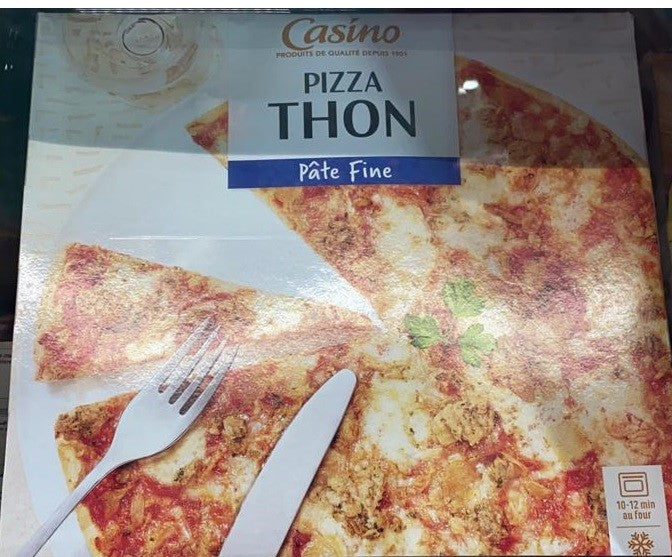 Casino
PRODUITS DE QUALITÉ DEPUIS 1901
PIZZA
THON
Pâte Fine
10-12 min
au four